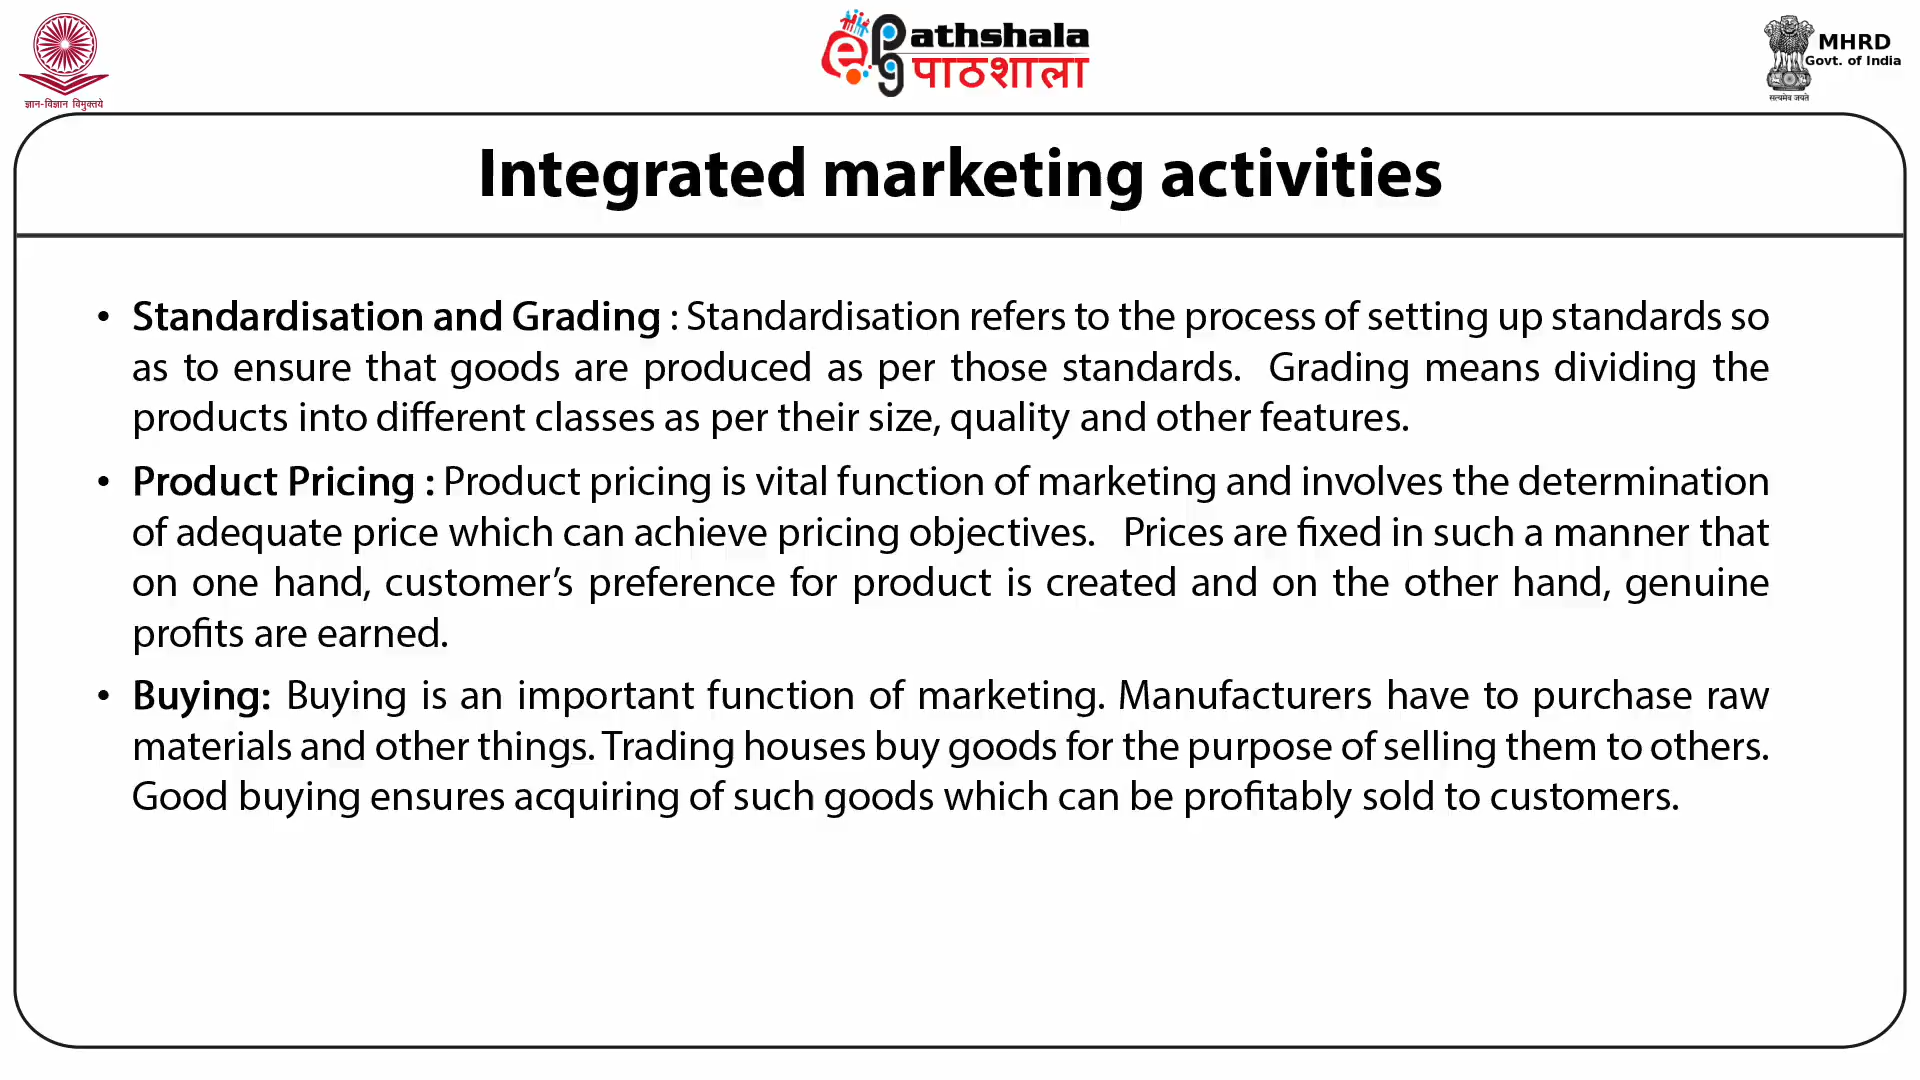 ज्ञान-विज्ञान विमुक्तये
ePathshala
पाठशाला
MHRD
Govt. of India
सत्यमेव जयते
Integrated marketing activities
• Standardisation and Grading : Standardisation refers to the process of setting up standards so
as to ensure that goods are produced as per those standards. Grading means dividing the
products into different classes as per their size, quality and other features.
• Product Pricing : Product pricing is vital function of marketing and involves the determination
of adequate price which can achieve pricing objectives. Prices are fixed in such a manner that
on one hand, customer’s preference for product is created and on the other hand, genuine
profits are earned.
• Buying: Buying is an important function of marketing. Manufacturers have to purchase raw
materials and other things. Trading houses buy goods for the purpose of selling them to others.
Good buying ensures acquiring of such goods which can be profitably sold to customers.